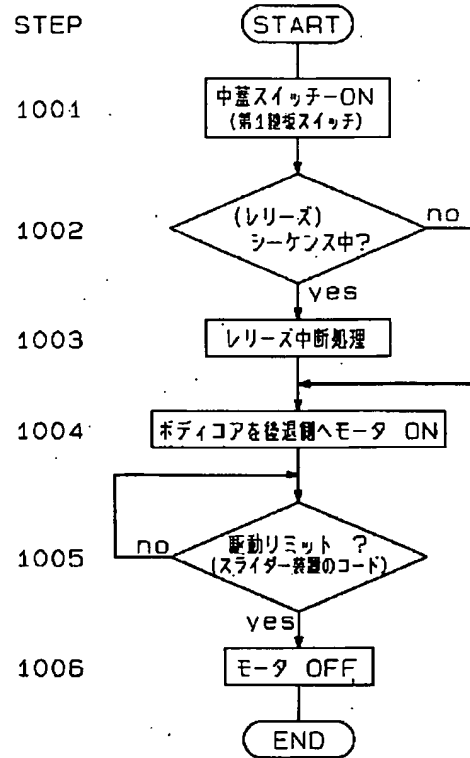 STEP
START
1001
中蓋スイッチーON
(第1鏡板スイッチ)
1002
(レリーズ)
シーケンス中?
no
yes
1003
レリーズ中断処理
1004
ボディコアを後退側へモータ ON
1005
駆動リミット ?
(スライダー装置のコード)
no
yes
1006
モータ OFF
END